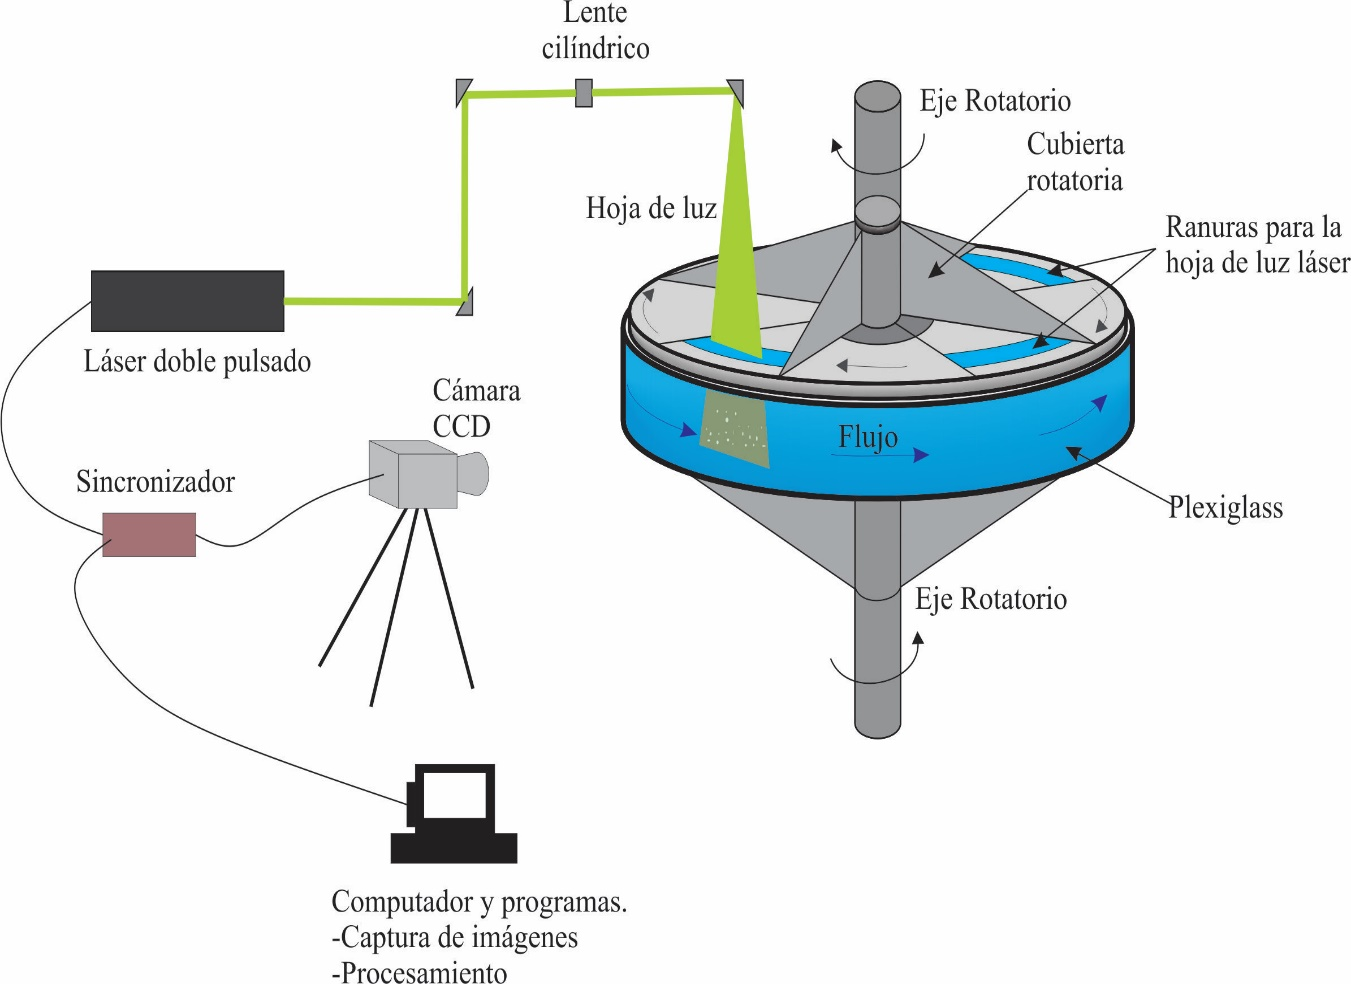 Lente
cilíndrico
Eje Rotatorio
Cubierta
rotatoria
Hoja de luz
Ranuras para la
hoja de luz láser
Láser doble pulsado
Cámara
CCD
Flujo
Sincronizador
Plexiglass
Eje Rotatorio
Computador y programas.
-Captura de imágenes
-Procesamiento